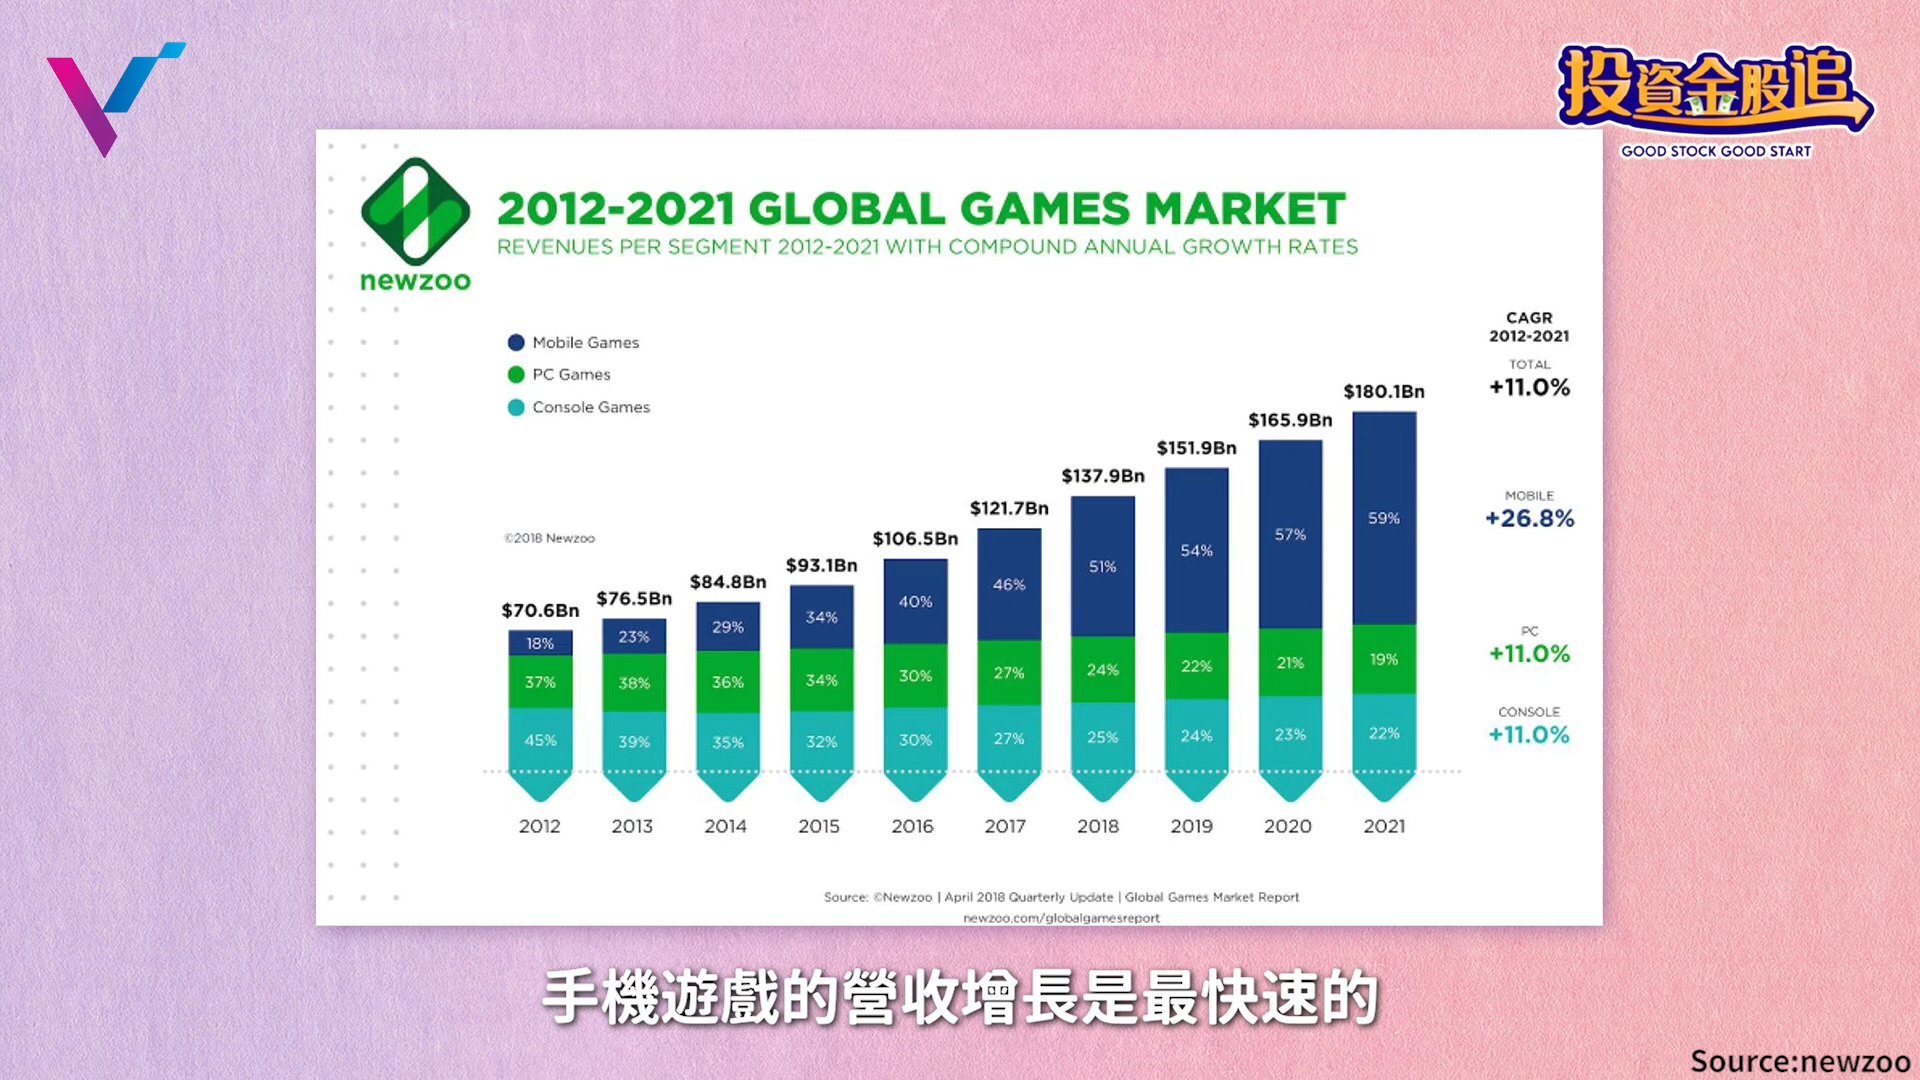 投資金股追
GOOD STOCK GOOD START
newzoo
2012-2021 GLOBAL GAMES MARKET
REVENUES PER SEGMENT 2012-2021 WITH COMPOUND ANNUAL GROWTH RATES
Mobile Games
PC Games
Console Games
©2018 Newzoo
$70.6Bn
18%
37%
45%
2012
$76.5Bn
23%
38%
39%
2013
$84.8Bn
29%
36%
35%
2014
$93.1Bn
34%
34%
32%
2015
$106.5Bn
40%
30%
30%
2016
$121.7Bn
46%
27%
27%
2017
$137.9Bn
51%
24%
25%
2018
$151.9Bn
54%
22%
24%
2019
$165.9Bn
57%
21%
23%
2020
$180.1Bn
59%
19%
22%
2021
CAGR
2012-2021
TOTAL
+11.0%
MOBILE
+26.8%
PC
+11.0%
CONSOLE
+11.0%
Source: ©Newzoo | April 2018 Quarterly Update | Global Games Market Report
newzoo.com/globalgamesreport
手機遊戲的營收增長是最快速的
Source:newzoo